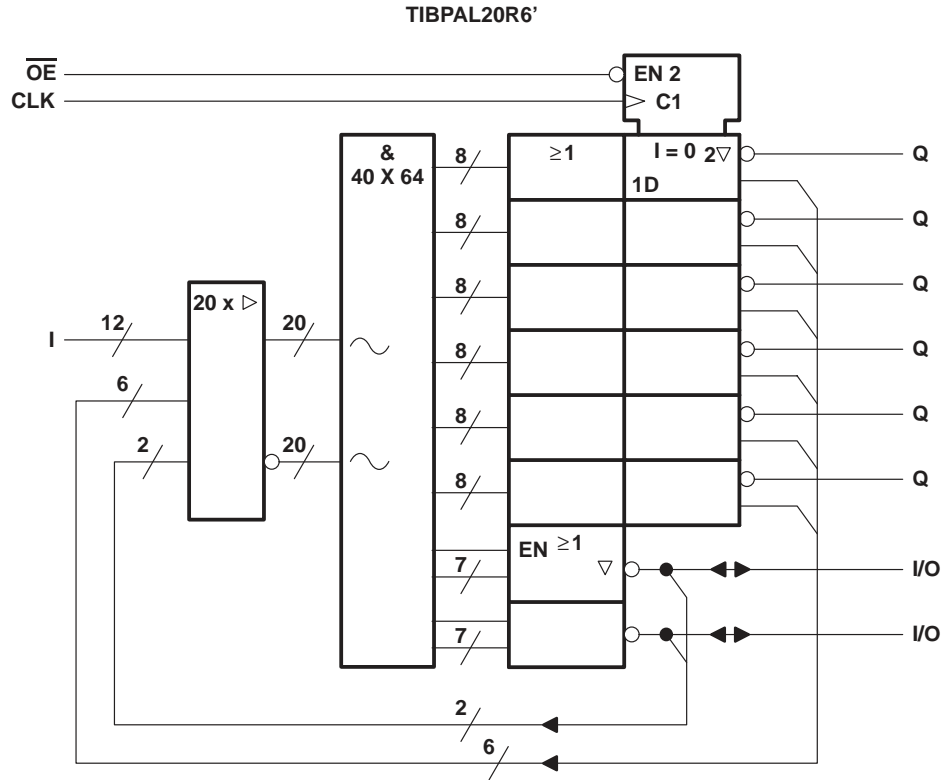 TIBPAL20R6’
OE
EN 2
CLK
C1
&
40 X 64
8
≥1
I = 0
2▽
Q
1D
8
Q
8
Q
20 x ▷
I
12
20
8
Q
6
8
Q
2
20
8
Q
EN ≥1
▽
7
I/O
7
I/O
2
6